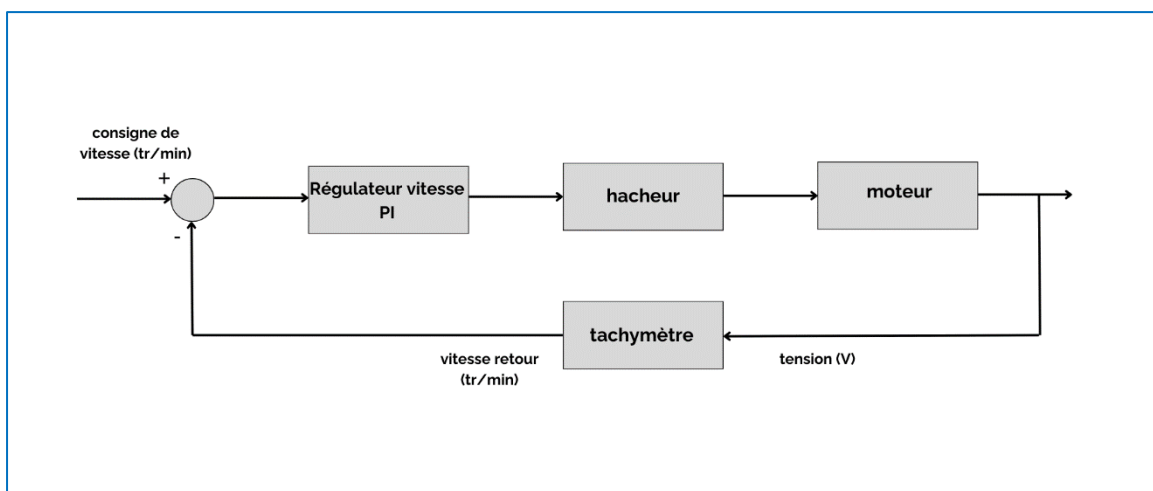 consigne de
vitesse (tr/min)
+
Régulateur vitesse
PI
hacheur
moteur
-
tachymètre
vitesse retour
(tr/min)
tension (V)